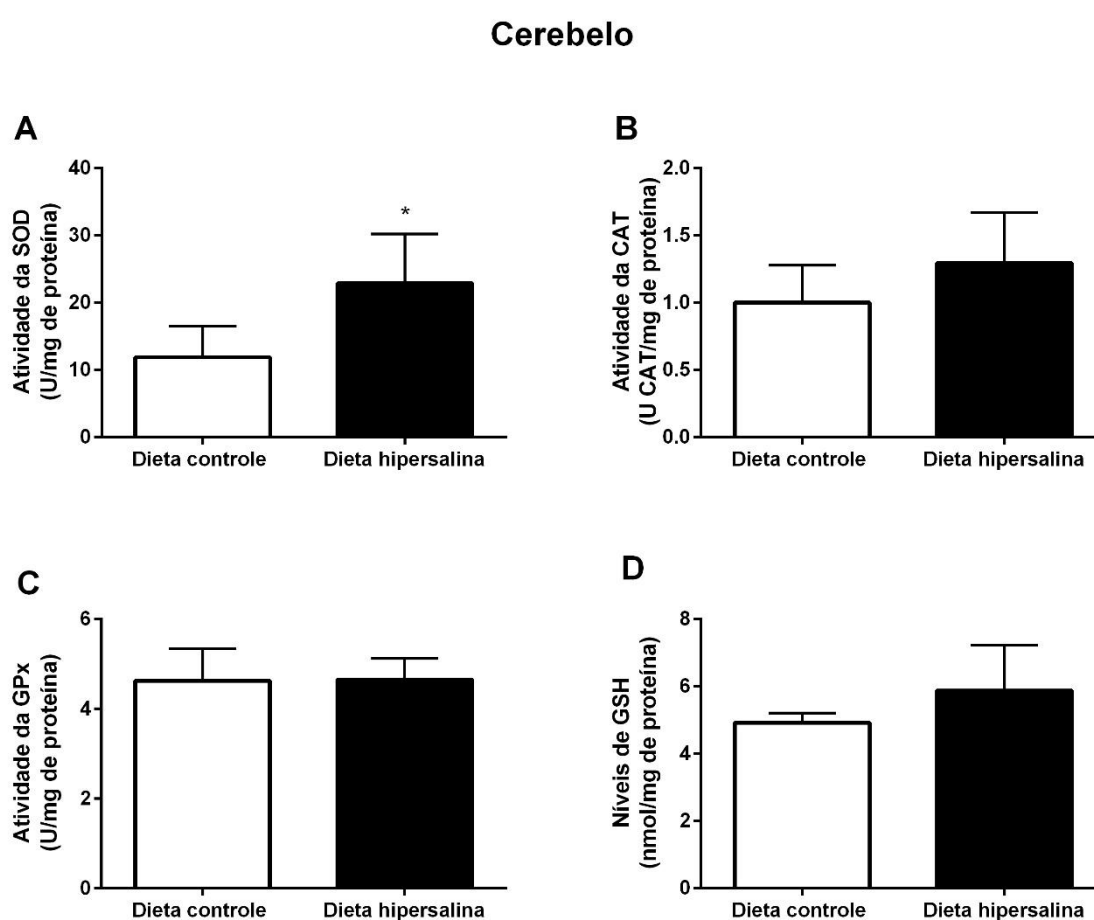 Cerebelo
A
Atividade da SOD
(U/mg de proteína)
40
30
20
10
0
*
Dieta controle
Dieta hipersalina
B
Atividade da CAT
(U CAT/mg de proteína)
2.0
1.5
1.0
0.5
0.0
Dieta controle
Dieta hipersalina
C
Atividade da GPx
(U/mg de proteína)
6
4
2
0
Dieta controle
Dieta hipersalina
D
Níveis de GSH
(nmol/mg de proteína)
8
6
4
2
0
Dieta controle
Dieta hipersalina